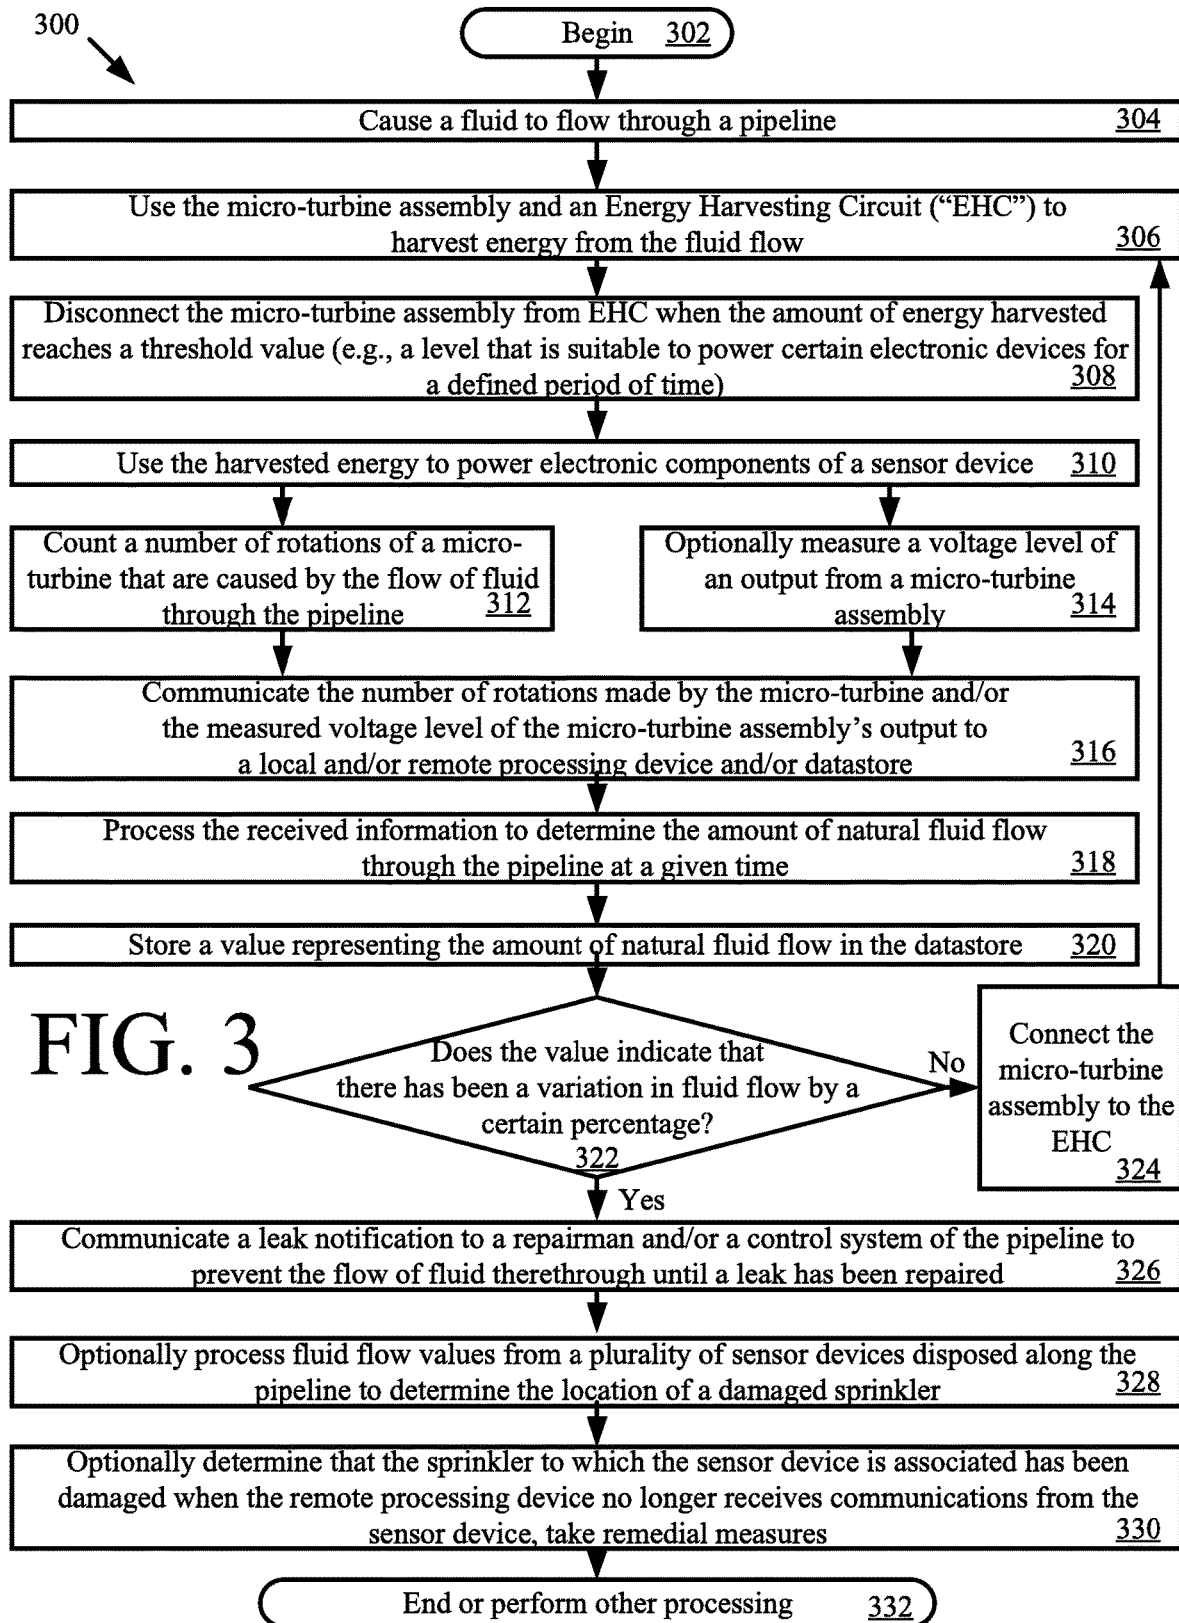 300
Begin 302
Cause a fluid to flow through a pipeline 304
Use the micro-turbine assembly and an Energy Harvesting Circuit (“EHC”) to
harvest energy from the fluid flow 306
Disconnect the micro-turbine assembly from EHC when the amount of energy harvested
reaches a threshold value (e.g., a level that is suitable to power certain electronic devices for
a defined period of time) 308
Use the harvested energy to power electronic components of a sensor device 310
Count a number of rotations of a micro-
turbine that are caused by the flow of fluid
through the pipeline 312
Optionally measure a voltage level of
an output from a micro-turbine
assembly 314
Communicate the number of rotations made by the micro-turbine and/or
the measured voltage level of the micro-turbine assembly’s output to
a local and/or remote processing device and/or datastore 316
Process the received information to determine the amount of natural fluid flow
through the pipeline at a given time 318
Store a value representing the amount of natural fluid flow in the datastore 320
FIG. 3
Does the value indicate that
there has been a variation in fluid flow by a
certain percentage?
322
No
Connect the
micro-turbine
assembly to the
EHC
324
Yes
Communicate a leak notification to a repairman and/or a control system of the pipeline to
prevent the flow of fluid therethrough until a leak has been repaired 326
Optionally process fluid flow values from a plurality of sensor devices disposed along the
pipeline to determine the location of a damaged sprinkler 328
Optionally determine that the sprinkler to which the sensor device is associated has been
damaged when the remote processing device no longer receives communications from the
sensor device, take remedial measures 330
End or perform other processing 332